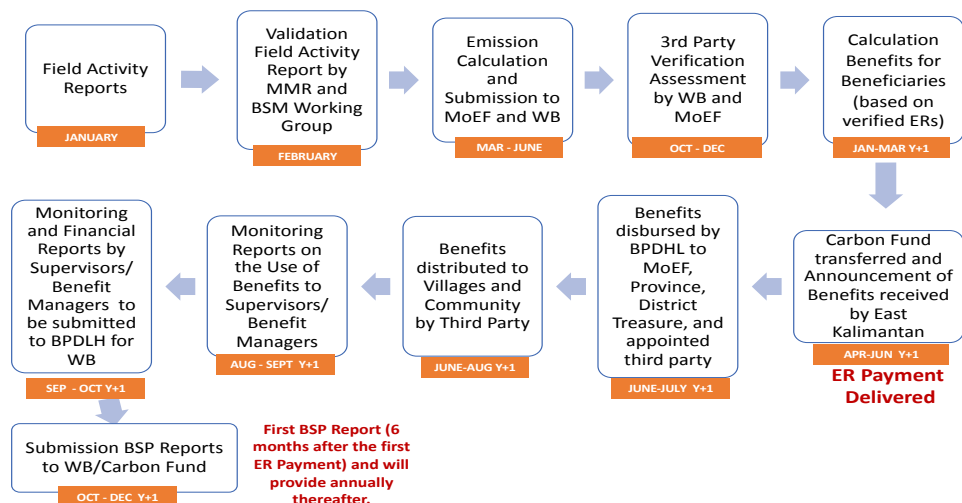 Field Activity
Reports
JANUARY
Validation
Field Activity
Report by
MMR and
BSM Working
Group
FEBRUARY
Emission
Calculation
and
Submission to
MoEF and WB
MAR - JUNE
3rd Party
Verification
Assessment
by WB and
MoEF
OCT - DEC
Calculation
Benefits for
Beneficiaries
(based on
verified ERs)
JAN-MAR Y+1
Carbon Fund
transferred and
Announcement of
Benefits received
by East
Kalimantan
APR-JUN Y+1
ER Payment
Delivered
Benefits
disbursed by
BPDHL to
MoEF,
Province,
District
Treasure, and
appointed third
party
JUNE-JULY Y+1
Benefits
distributed to
Villages and
Community
by Third Party
JUNE-AUG Y+1
Monitoring
Reports on
the Use of
Benefits to
Supervisors/
Benefit
Managers
AUG - SEPT Y+1
Monitoring
and Financial
Reports by
Supervisors/
Benefit
Managers to
be submitted
to BPDLH for
WB
SEP - OCT Y+1
Submission BSP Reports
to WB/Carbon Fund
OCT - DEC Y+1
First BSP Report (6
months after the first
ER Payment) and will
provide annually
thereafter.